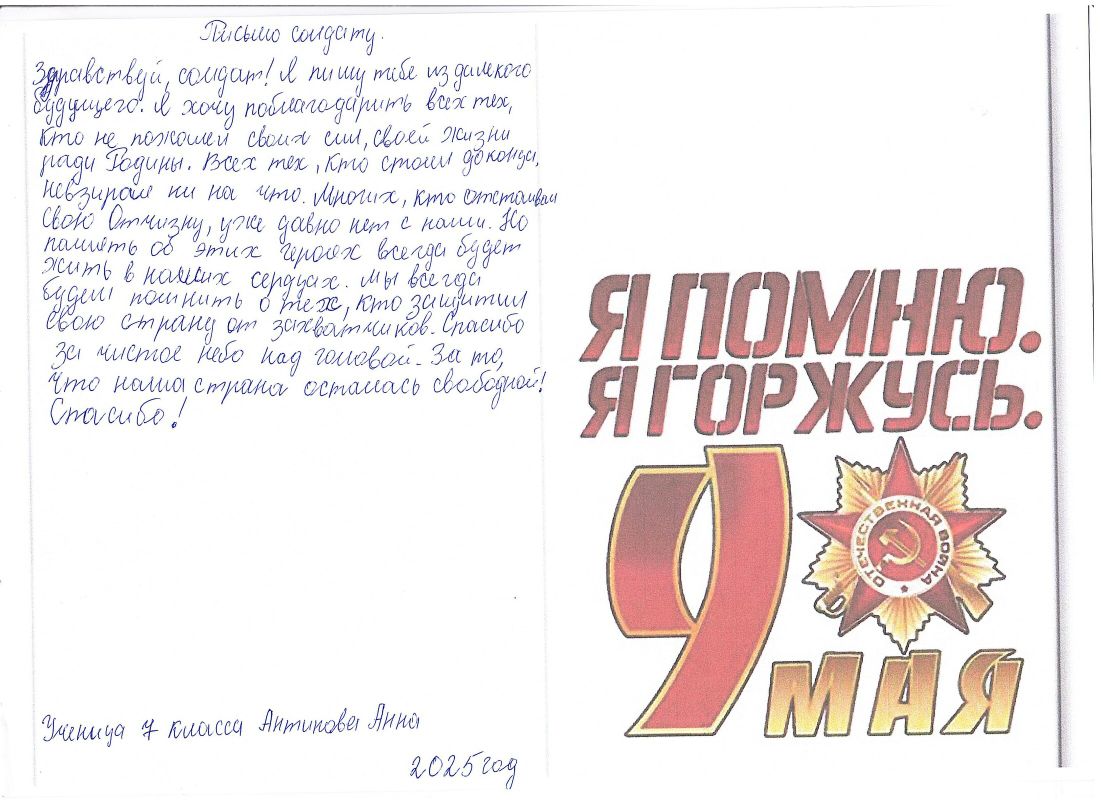 Письмо солдату.
Здравствуй, солдат! Я пишу тебе из далекого
будущего. Я хочу поблагодарить всех тех,
кто не пожалел своих сил, своей жизни
ради Родины. Всех тех, кто стоял до конца,
невзирая ни на что. Многих, кто отстаивал
свою Отчизну, уже давно нет с нами. Но
память об этих героях всегда будет
жить в наших сердцах. Мы всегда
будем помнить о тех, кто защитил
свою страну от захватчиков. Спасибо
за чистое небо над головой. За то,
что наша страна осталась свободной!
Спасибо!
Ученица 7 класса Антипова Анна
2025 год
Я ПОМНЮ.
Я ГОРЖУСЬ.
9
ОТЕЧЕСТВЕННАЯ ВОЙНА
МАЯ